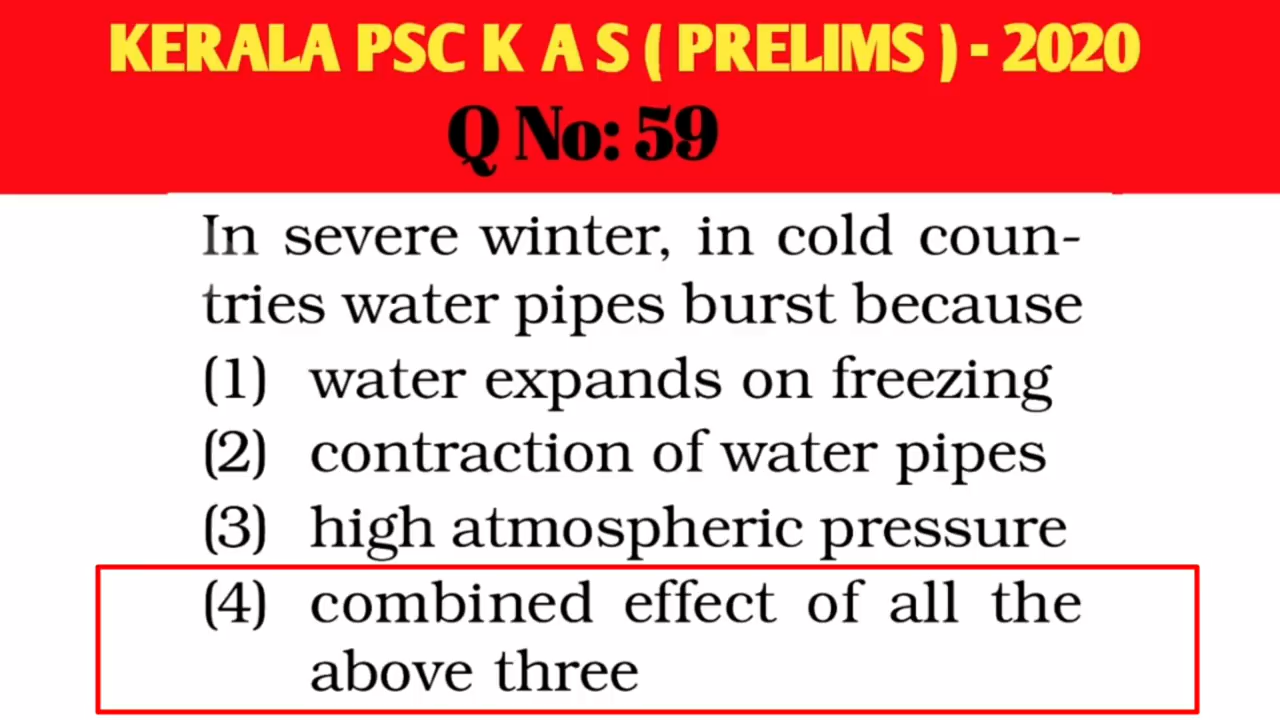 KERALA PSC K A S ( PRELIMS ) - 2020
Q No: 59
In severe winter, in cold coun-
tries water pipes burst because
(1) water expands on freezing
(2) contraction of water pipes
(3) high atmospheric pressure
(4) combined effect of all the
above three